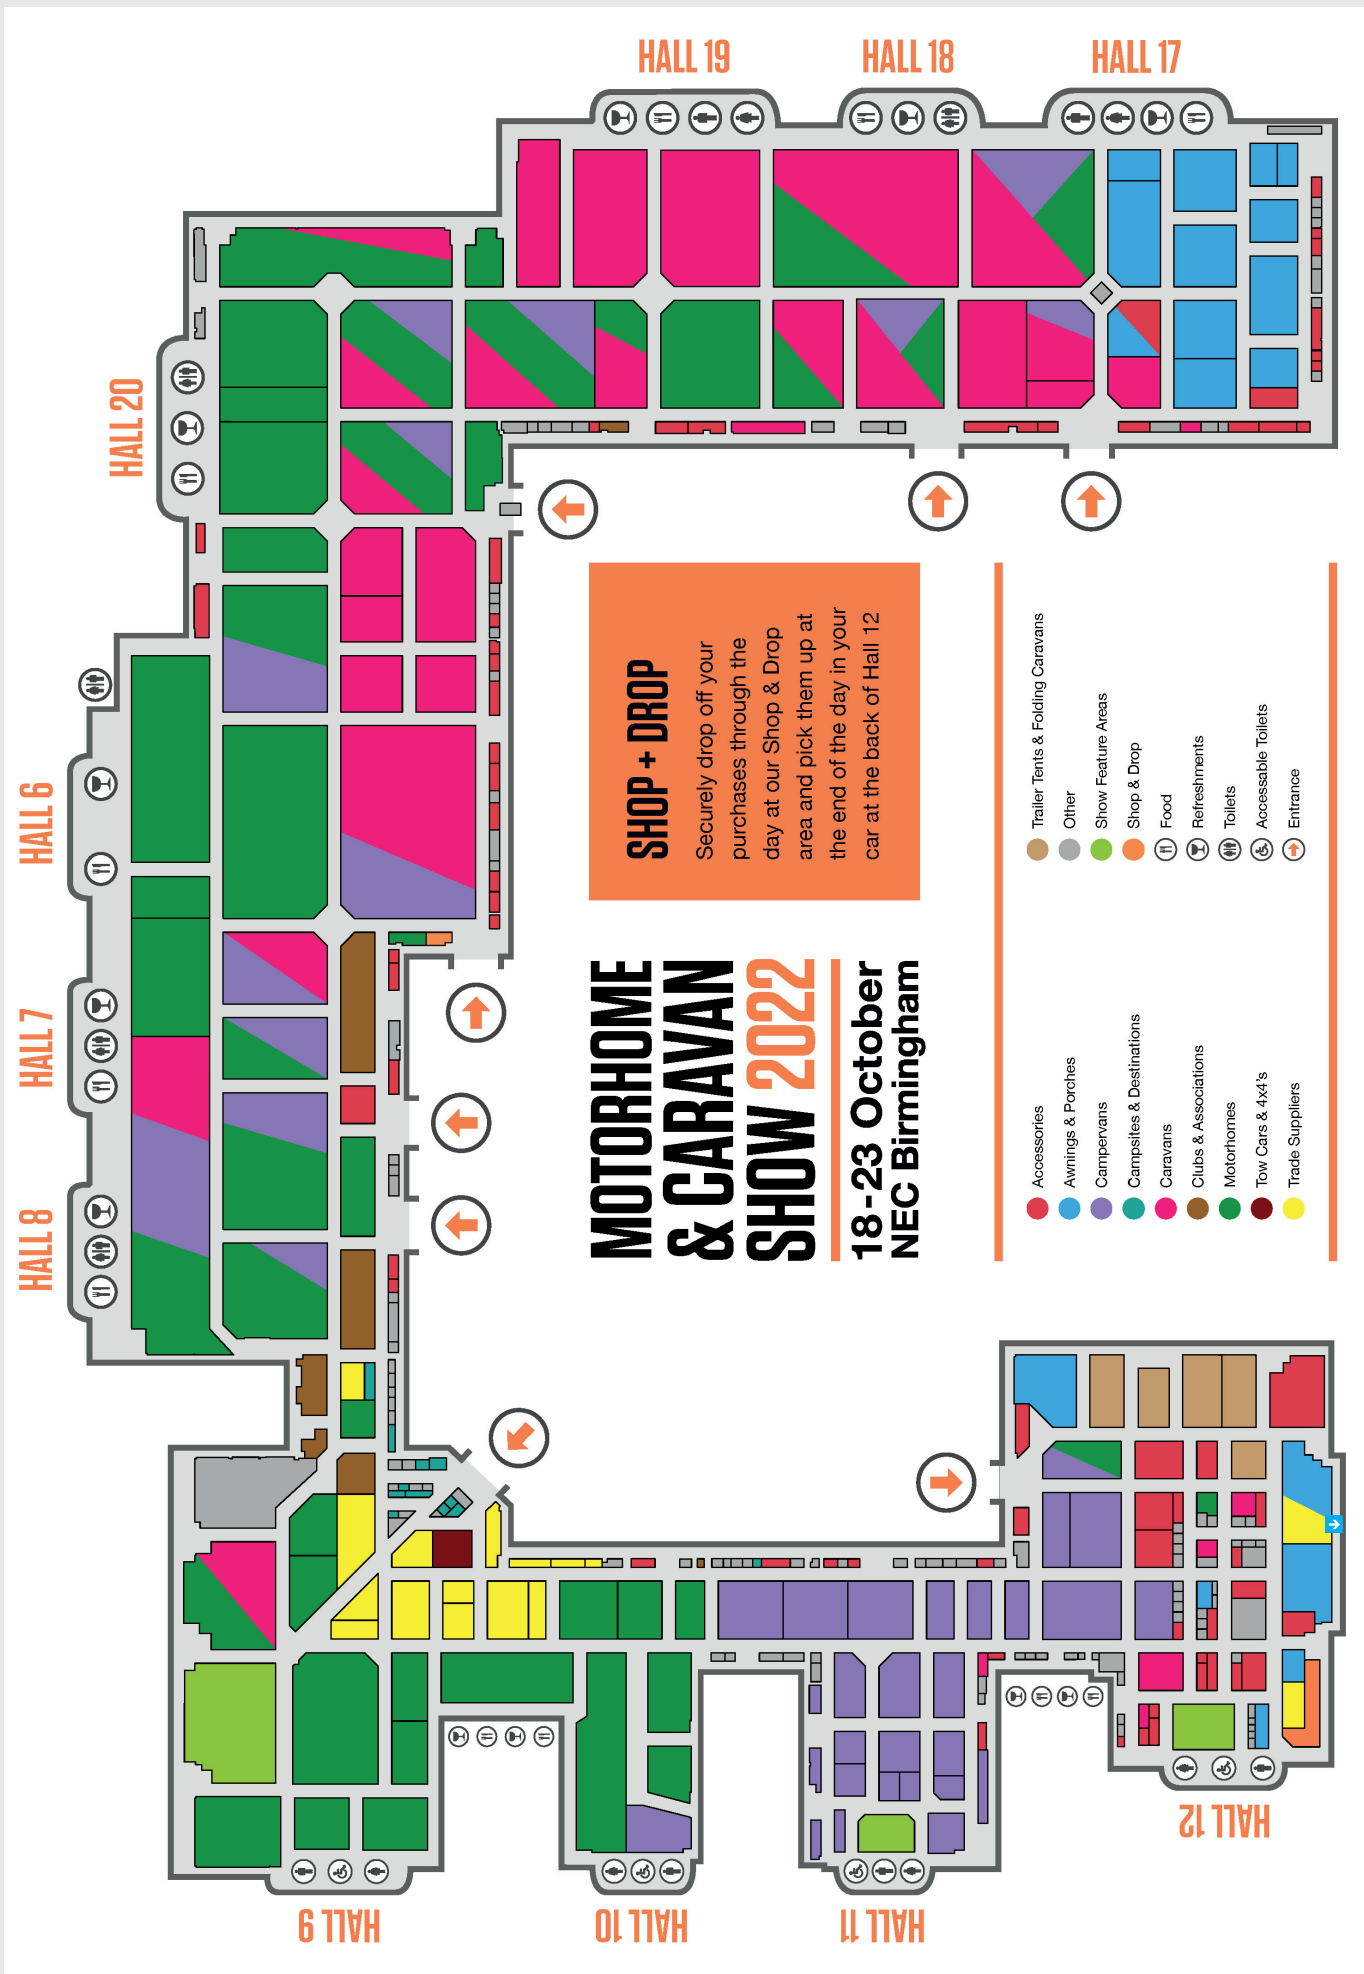 HALL 19
HALL 18
HALL 17
HALL 20
HALL 6
HALL 7
HALL 8
HALL 9
HALL 10
HALL 11
HALL 12
MOTORHOME
& CARAVAN
SHOW 2022
18-23 October
NEC Birmingham
SHOP + DROP
Securely drop off your
purchases through the
day at our Shop & Drop
area and pick them up at
the end of the day in your
car at the back of Hall 12
Accessories
Awnings & Porches
Campervans
Campsites & Destinations
Caravans
Clubs & Associations
Motorhomes
Tow Cars & 4x4's
Trade Suppliers
Trailer Tents & Folding Caravans
Other
Show Feature Areas
Shop & Drop
Food
Refreshments
Toilets
Accessable Toilets
Entrance